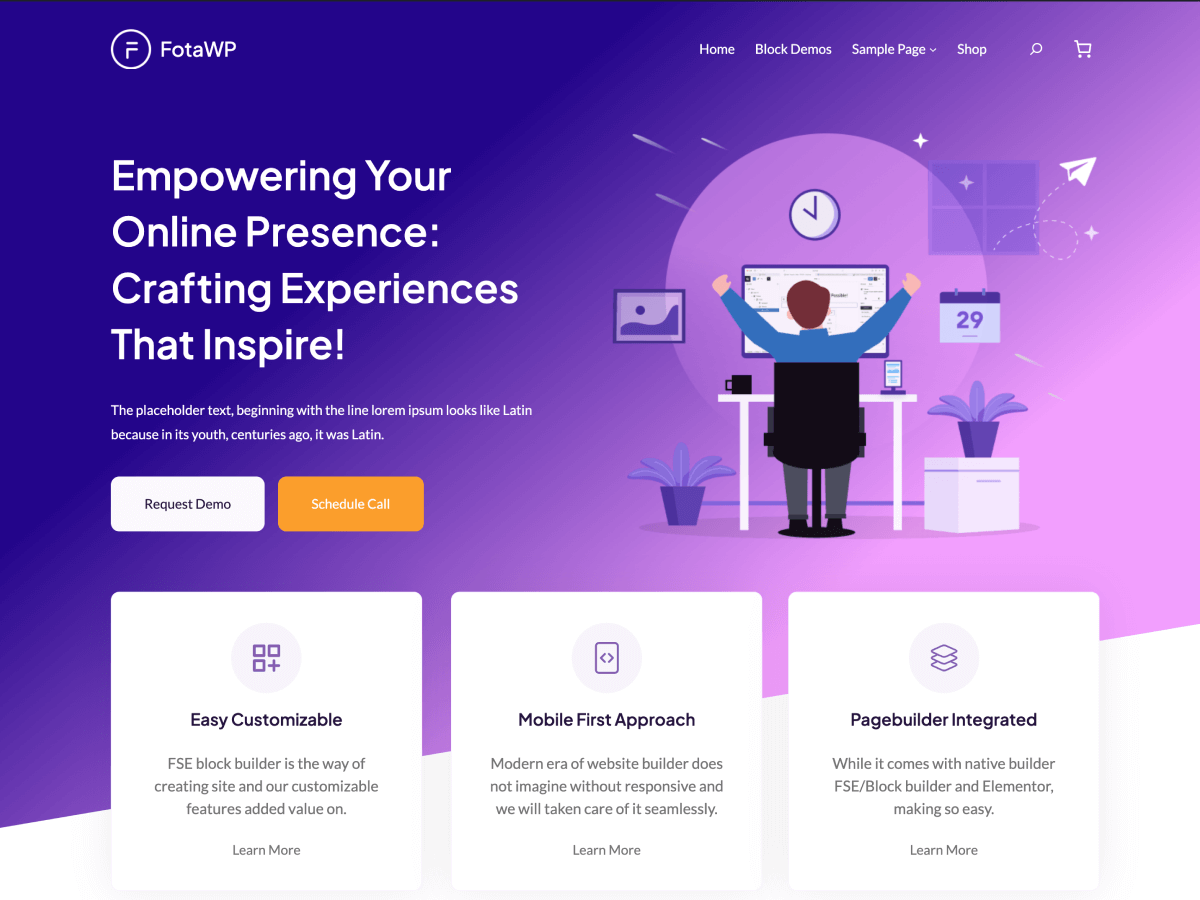 FotaWP
Home Block Demos Sample Page Shop
Empowering Your
Online Presence:
Crafting Experiences
That Inspire!
The placeholder text, beginning with the line lorem ipsum looks like Latin
because in its youth, centuries ago, it was Latin.
Request Demo
Schedule Call
29
Easy Customizable
FSE block builder is the way of
creating site and our customizable
features added value on.
Learn More
Mobile First Approach
Modern era of website builder does
not imagine without responsive and
we will taken care of it seamlessly.
Learn More
Pagebuilder Integrated
While it comes with native builder
FSE/Block builder and Elementor,
making so easy.
Learn More